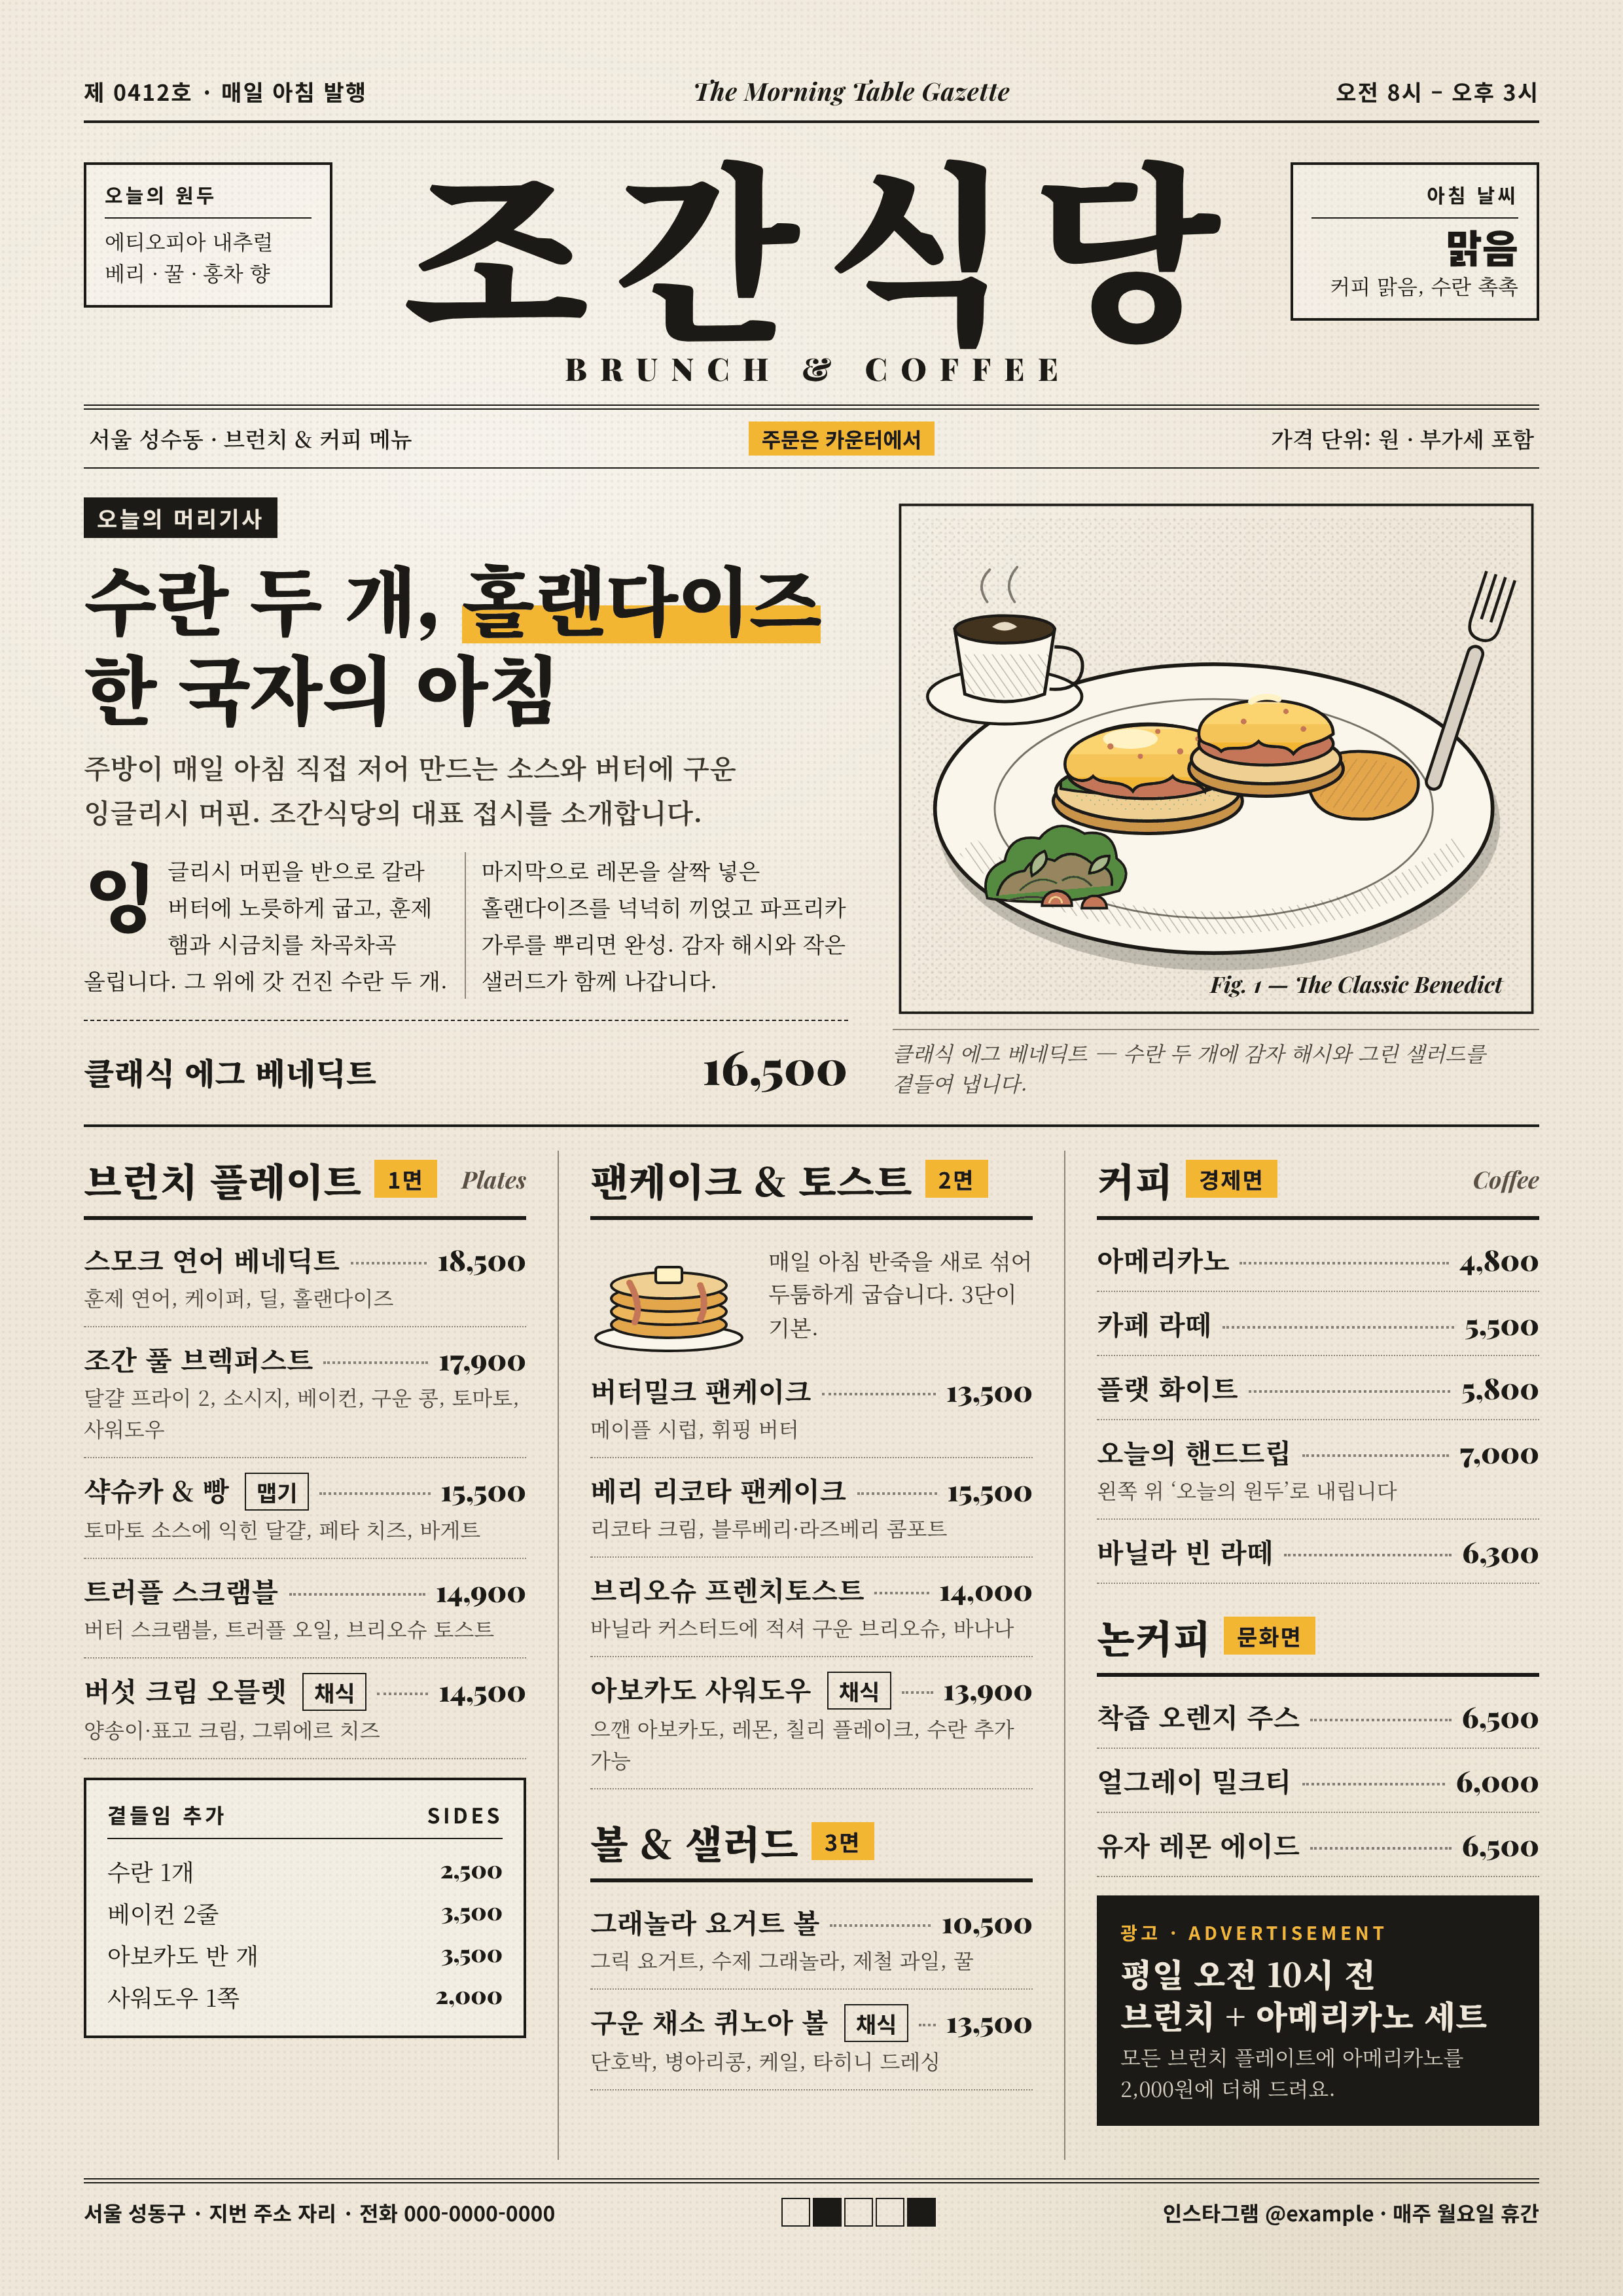 제 0412호 · 매일 아침 발행
The Morning Table Gazette
오전 8시 – 오후 3시
오늘의 원두
에티오피아 내추럴
베리 · 꿀 · 홍차 향
조간식당
BRUNCH & COFFEE
아침 날씨
맑음
커피 맑음, 수란 촉촉
서울 성수동 · 브런치 & 커피 메뉴
주문은 카운터에서
가격 단위: 원 · 부가세 포함
오늘의 머리기사
수란 두 개, 홀랜다이즈
한 국자의 아침
주방이 매일 아침 직접 저어 만드는 소스와 버터에 구운
잉글리시 머핀. 조간식당의 대표 접시를 소개합니다.
잉글리시 머핀을 반으로 갈라
버터에 노릇하게 굽고, 훈제
햄과 시금치를 차곡차곡
올립니다. 그 위에 갓 건진 수란 두 개.
마지막으로 레몬을 살짝 넣은
홀랜다이즈를 넉넉히 끼얹고 파프리카
가루를 뿌리면 완성. 감자 해시와 작은
샐러드가 함께 나갑니다.
클래식 에그 베네딕트 16,500
Fig. 1 — The Classic Benedict
클래식 에그 베네딕트 — 수란 두 개에 감자 해시와 그린 샐러드를
곁들여 냅니다.
브런치 플레이트 1면 Plates
스모크 연어 베네딕트 18,500
훈제 연어, 케이퍼, 딜, 홀랜다이즈
조간 풀 브렉퍼스트 17,900
달걀 프라이 2, 소시지, 베이컨, 구운 콩, 토마토,
사워도우
샥슈카 & 빵 맵기 15,500
토마토 소스에 익힌 달걀, 페타 치즈, 바게트
트러플 스크램블 14,900
버터 스크램블, 트러플 오일, 브리오슈 토스트
버섯 크림 오믈렛 채식 14,500
양송이·표고 크림, 그뤼에르 치즈
곁들임 추가 SIDES
수란 1개 2,500
베이컨 2줄 3,500
아보카도 반 개 3,500
사워도우 1쪽 2,000
팬케이크 & 토스트 2면
매일 아침 반죽을 새로 섞어
두툼하게 굽습니다. 3단이
기본.
버터밀크 팬케이크 13,500
메이플 시럽, 휘핑 버터
베리 리코타 팬케이크 15,500
리코타 크림, 블루베리·라즈베리 콤포트
브리오슈 프렌치토스트 14,000
바닐라 커스터드에 적셔 구운 브리오슈, 바나나
아보카도 사워도우 채식 13,900
으깬 아보카도, 레몬, 칠리 플레이크, 수란 추가
가능
볼 & 샐러드 3면
그래놀라 요거트 볼 10,500
그릭 요거트, 수제 그래놀라, 제철 과일, 꿀
구운 채소 퀴노아 볼 채식 13,500
단호박, 병아리콩, 케일, 타히니 드레싱
커피 경제면 Coffee
아메리카노 4,800
카페 라떼 5,500
플랫 화이트 5,800
오늘의 핸드드립 7,000
왼쪽 위 ‘오늘의 원두’로 내립니다
바닐라 빈 라떼 6,300
논커피 문화면
착즙 오렌지 주스 6,500
얼그레이 밀크티 6,000
유자 레몬 에이드 6,500
광고 · ADVERTISEMENT
평일 오전 10시 전
브런치 + 아메리카노 세트
모든 브런치 플레이트에 아메리카노를
2,000원에 더해 드려요.
서울 성동구 · 지번 주소 자리 · 전화 000-0000-0000
인스타그램 @example · 매주 월요일 휴간